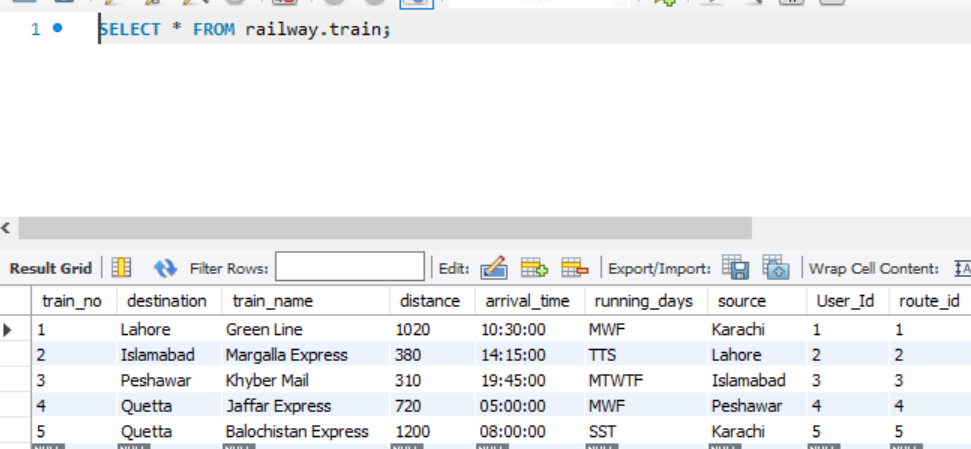 1 SELECT * FROM railway.train;
Result Grid Filter Rows: Edit: Export/Import: Wrap Cell Content:
train_no destination train_name distance arrival_time running_days source User_Id route_id
1 Lahore Green Line 1020 10:30:00 MWF Karachi 1 1
2 Islamabad Margalla Express 380 14:15:00 TTS Lahore 2 2
3 Peshawar Khyber Mail 310 19:45:00 MTWTF Islamabad 3 3
4 Quetta Jaffar Express 720 05:00:00 MWF Peshawar 4 4
5 Quetta Balochistan Express 1200 08:00:00 SST Karachi 5 5